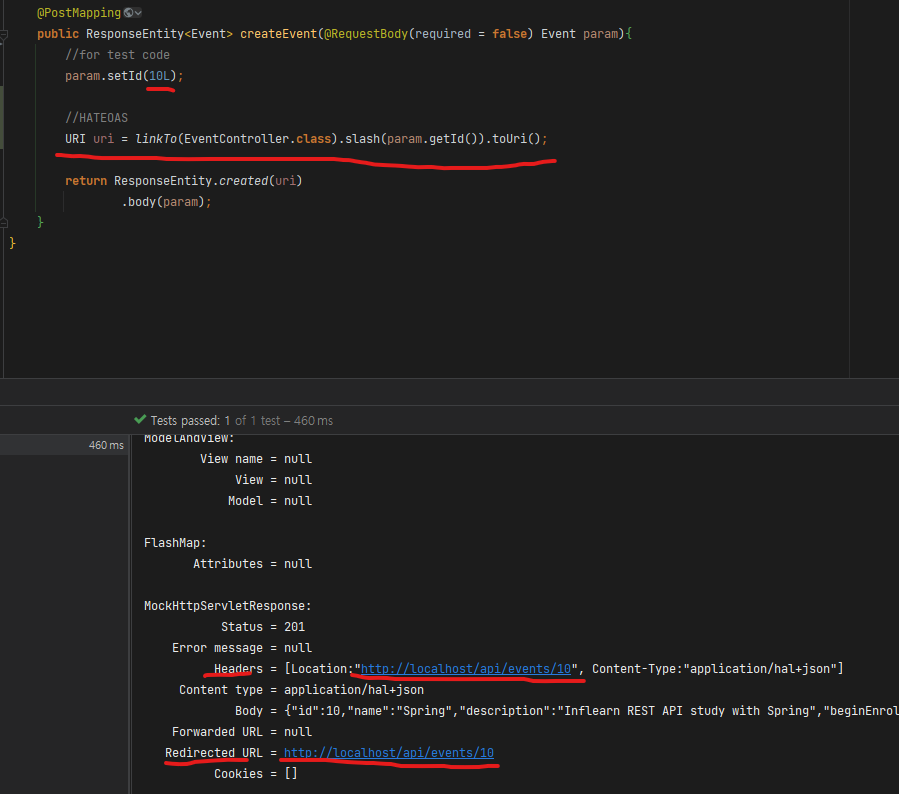 @PostMapping
public ResponseEntity<Event> createEvent(@RequestBody(required = false) Event param){
//for test code
param.setId(10L);
//HATEOAS
URI uri = linkTo(EventController.class).slash(param.getId()).toUri();
return ResponseEntity.created(uri)
.body(param);
}
}
Tests passed: 1 of 1 test – 460 ms
460 ms
ModelAndView:
View name = null
View = null
Model = null
FlashMap:
Attributes = null
MockHttpServletResponse:
Status = 201
Error message = null
Headers = [Location:"http://localhost/api/events/10", Content-Type:"application/hal+json"]
Content type = application/hal+json
Body = {"id":10,"name":"Spring","description":"Inflearn REST API study with Spring","beginEnrol
Forwarded URL = null
Redirected URL = http://localhost/api/events/10
Cookies = []